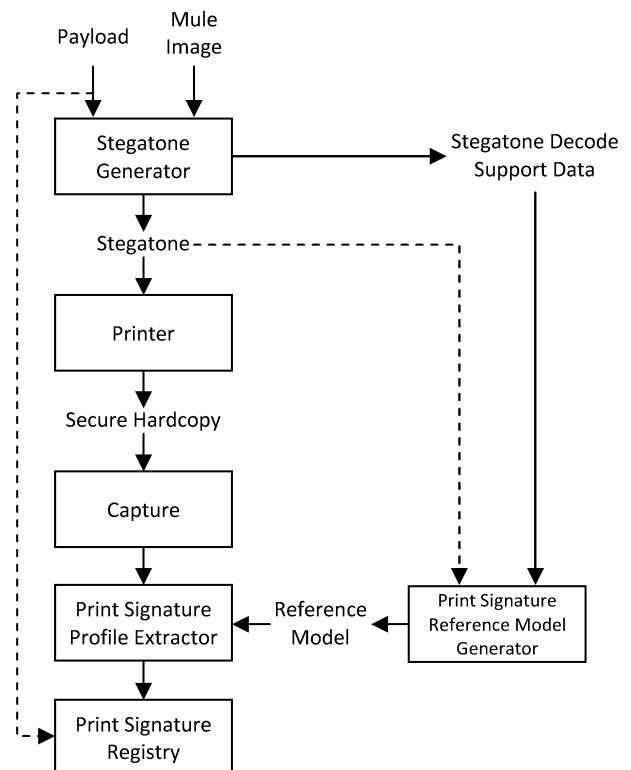 Payload
Mule
Image
Stegatone
Generator
Stegatone Decode
Support Data
Stegatone
Printer
Secure Hardcopy
Capture
Print Signature
Profile Extractor
Reference
Model
Print Signature
Reference Model
Generator
Print Signature
Registry